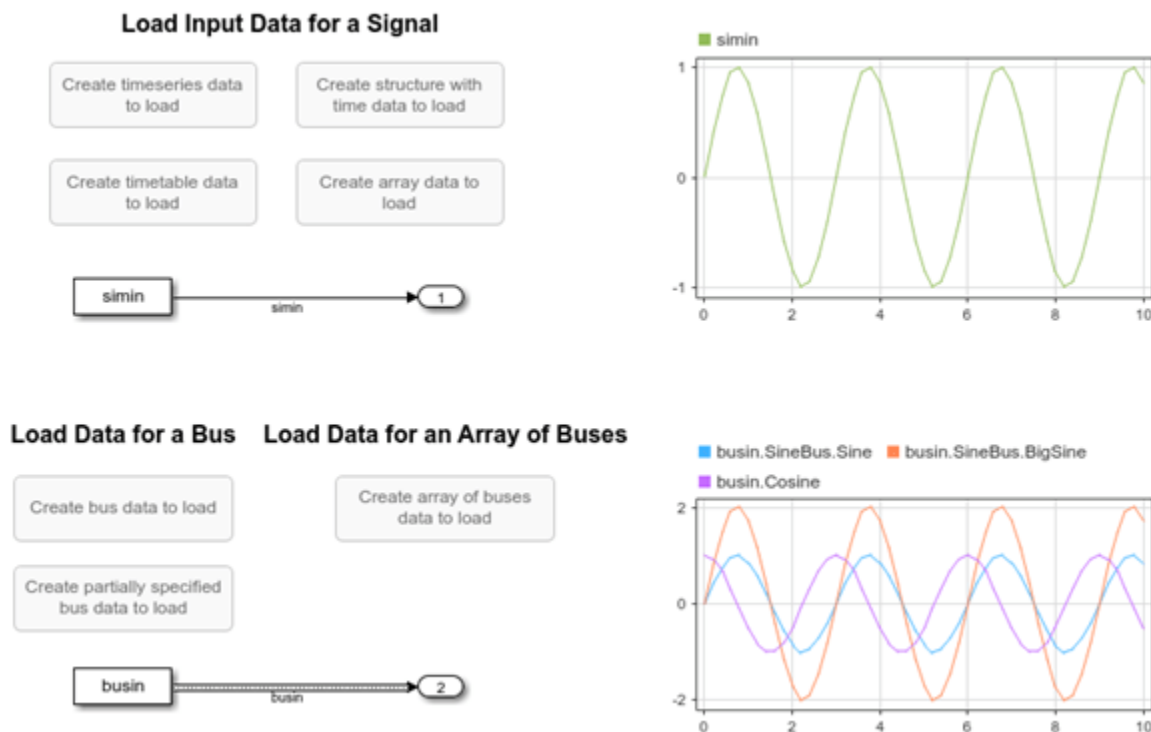 Load Input Data for a Signal
Create timeseries data
to load
Create structure with
time data to load
Create timetable data
to load
Create array data to
load
simin
simin
1
simin
1
0
-1
0 2 4 6 8 10
Load Data for a Bus
Load Data for an Array of Buses
Create bus data to load
Create array of buses
data to load
Create partially specified
bus data to load
busin
busin
2
busin.SineBus.Sine busin.SineBus.BigSine
busin.Cosine
2
0
-2
0 2 4 6 8 10